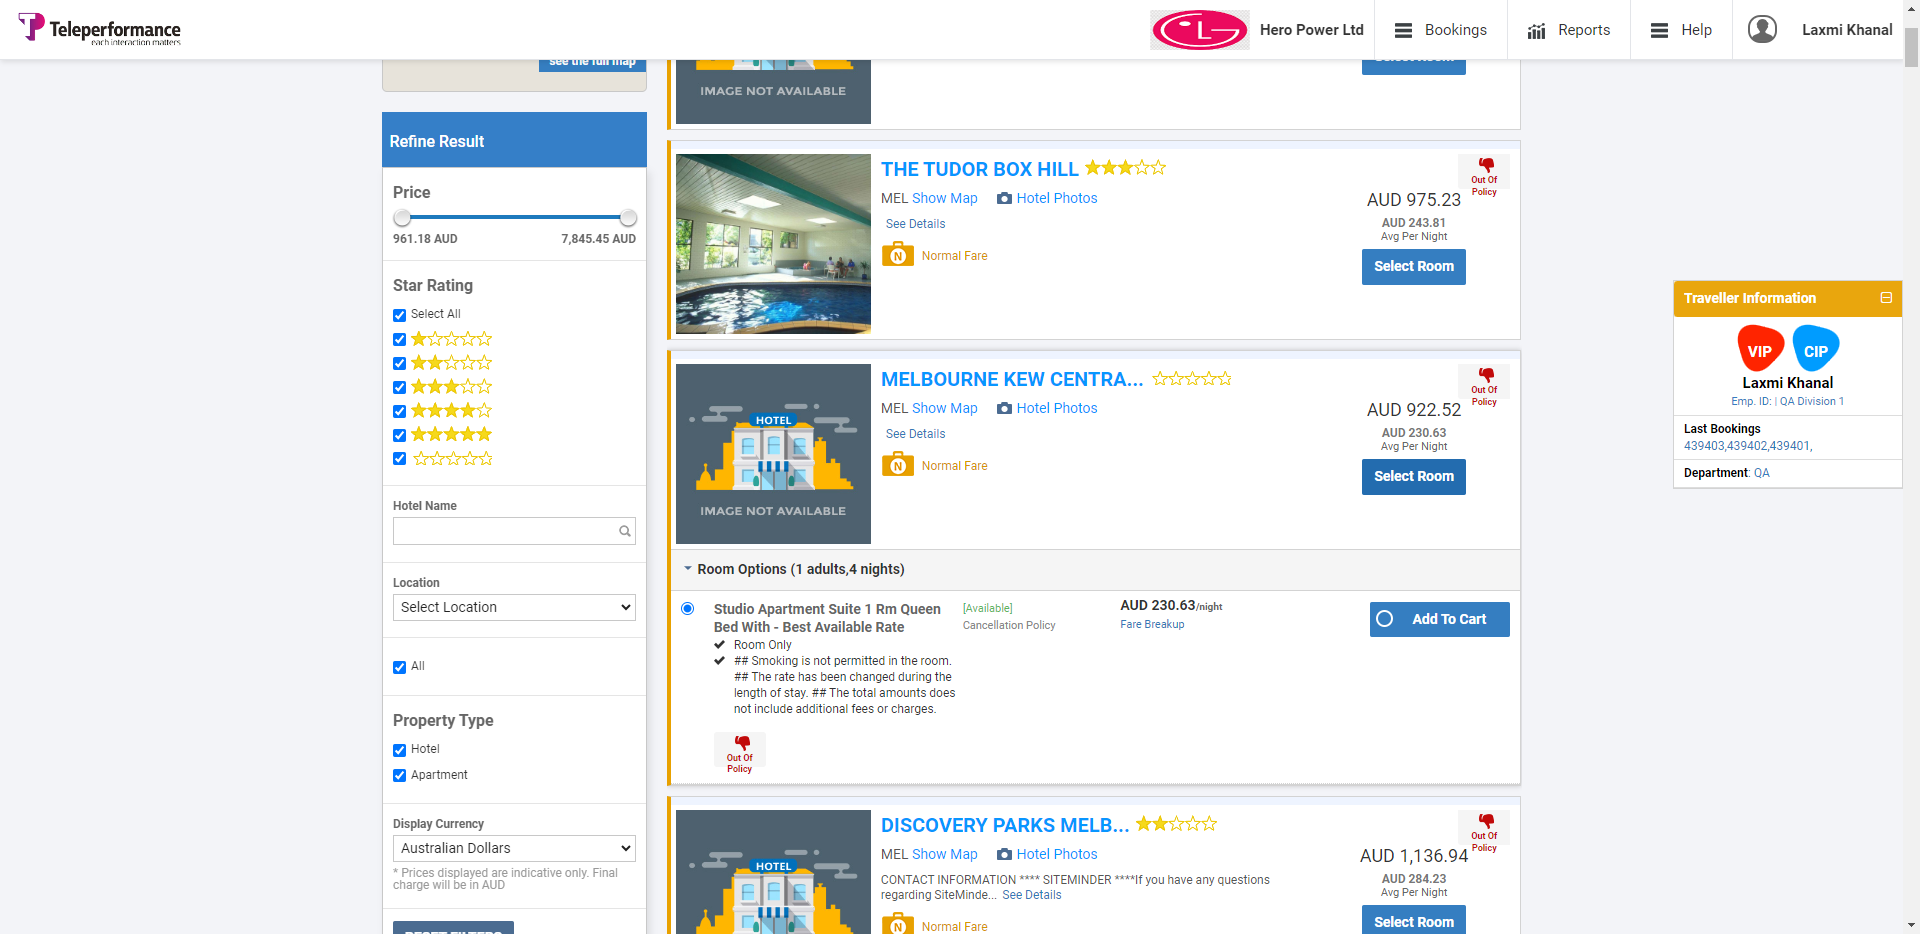 Teleperformance
each interaction matters
LG
Hero Power Ltd
Bookings
Reports
Help
Laxmi Khanal
see the full map
Refine Result
Price
961.18 AUD
7,845.45 AUD
Star Rating
Select All
Hotel Name
Location
Select Location
All
Property Type
Hotel
Apartment
Display Currency
Australian Dollars
* Prices displayed are indicative only. Final
charge will be in AUD
RESET FILTERS
IMAGE NOT AVAILABLE
Select Room
THE TUDOR BOX HILL
MEL Show Map
Hotel Photos
See Details
N
Normal Fare
Out Of
Policy
AUD 975.23
AUD 243.81
Avg Per Night
Select Room
HOTEL
IMAGE NOT AVAILABLE
MELBOURNE KEW CENTRA...
MEL Show Map
Hotel Photos
See Details
N
Normal Fare
Out Of
Policy
AUD 922.52
AUD 230.63
Avg Per Night
Select Room
Room Options (1 adults,4 nights)
Studio Apartment Suite 1 Rm Queen
Bed With - Best Available Rate
Room Only
## Smoking is not permitted in the room.
## The rate has been changed during the
length of stay. ## The total amounts does
not include additional fees or charges.
[Available]
Cancellation Policy
AUD 230.63/night
Fare Breakup
Add To Cart
Out Of
Policy
HOTEL
DISCOVERY PARKS MELB...
MEL Show Map
Hotel Photos
CONTACT INFORMATION **** SITEMINDER ****If you have any questions
regarding SiteMinde... See Details
N
Normal Fare
Out Of
Policy
AUD 1,136.94
AUD 284.23
Avg Per Night
Select Room
Traveller Information
VIP
CIP
Laxmi Khanal
Emp. ID: | QA Division 1
Last Bookings
439403,439402,439401,
Department: QA